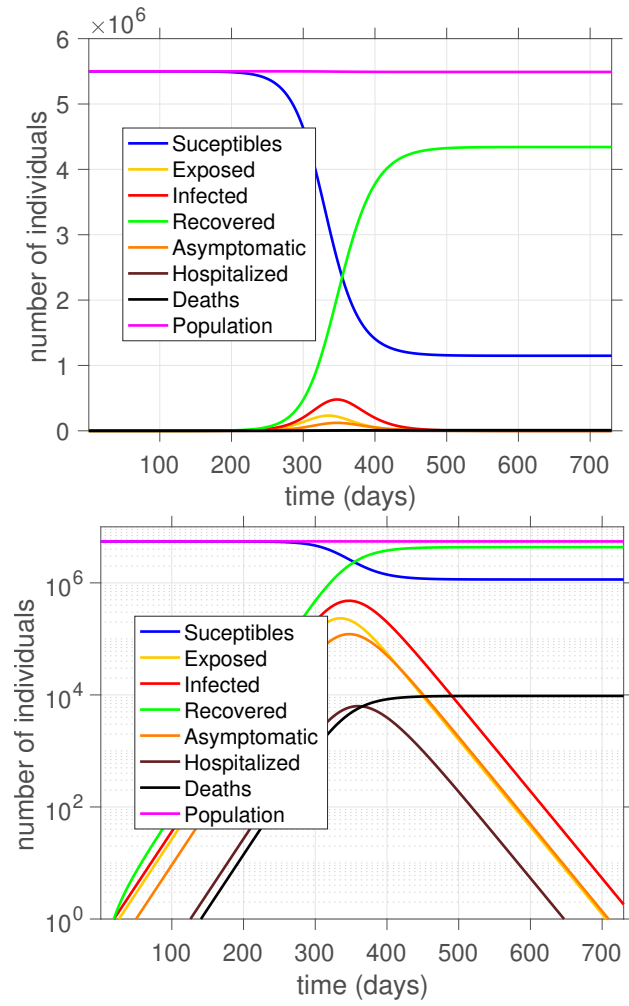 ×10^6
6
5
4
3
2
1
0
number of individuals
Suceptibles
Exposed
Infected
Recovered
Asymptomatic
Hospitalized
Deaths
Population
100 200 300 400 500 600 700
time (days)
10^6
10^4
10^2
10^0
number of individuals
Suceptibles
Exposed
Infected
Recovered
Asymptomatic
Hospitalized
Deaths
Population
100 200 300 400 500 600 700
time (days)